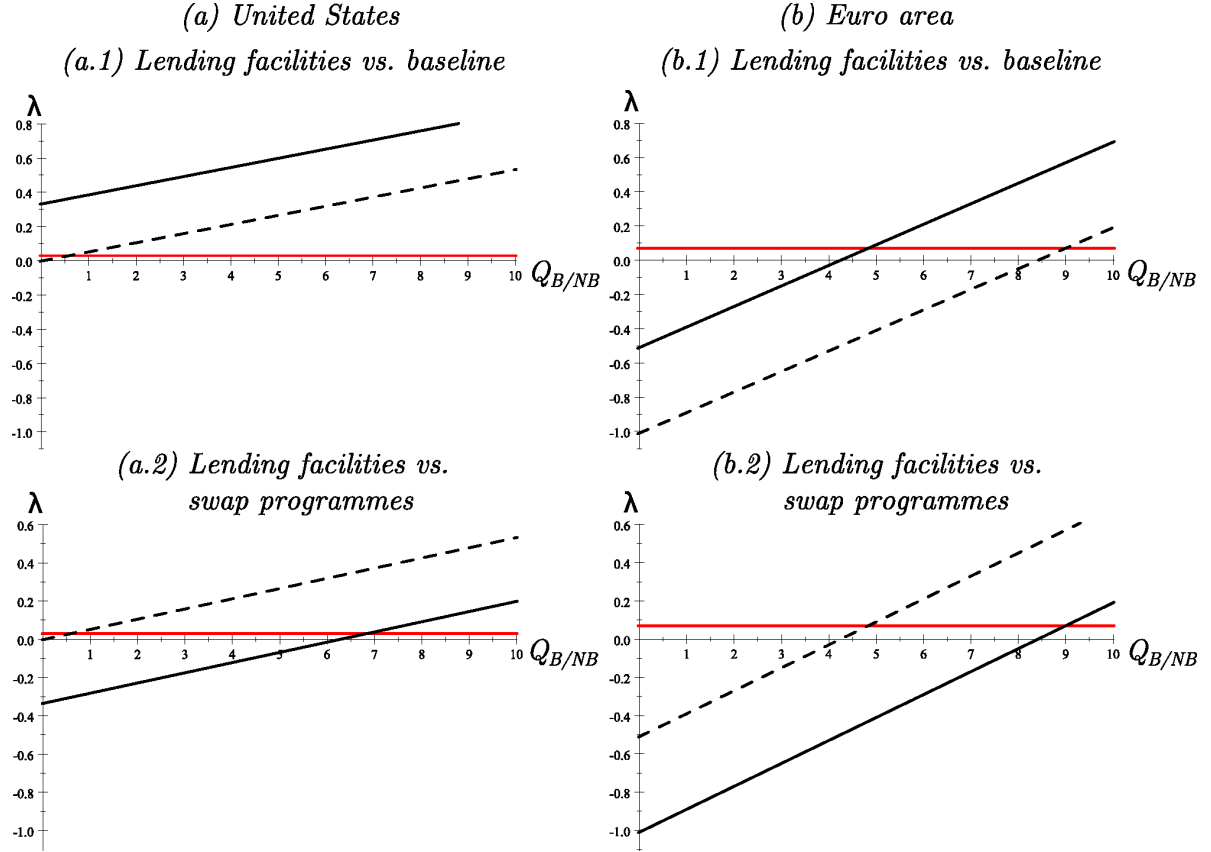 (a) United States
(a.1) Lending facilities vs. baseline
λ
0.8
0.6
0.4
0.2
0.0
-0.2
-0.4
-0.6
-0.8
-1.0
1 2 3 4 5 6 7 8 9 10
Q_B/NB
(b) Euro area
(b.1) Lending facilities vs. baseline
λ
0.8
0.6
0.4
0.2
0.0
-0.2
-0.4
-0.6
-0.8
-1.0
1 2 3 4 5 6 7 8 9 10
Q_B/NB
(a.2) Lending facilities vs.
swap programmes
λ
0.6
0.4
0.2
0.0
-0.2
-0.4
-0.6
-0.8
-1.0
1 2 3 4 5 6 7 8 9 10
Q_B/NB
(b.2) Lending facilities vs.
swap programmes
λ
0.6
0.4
0.2
0.0
-0.2
-0.4
-0.6
-0.8
-1.0
1 2 3 4 5 6 7 8 9 10
Q_B/NB